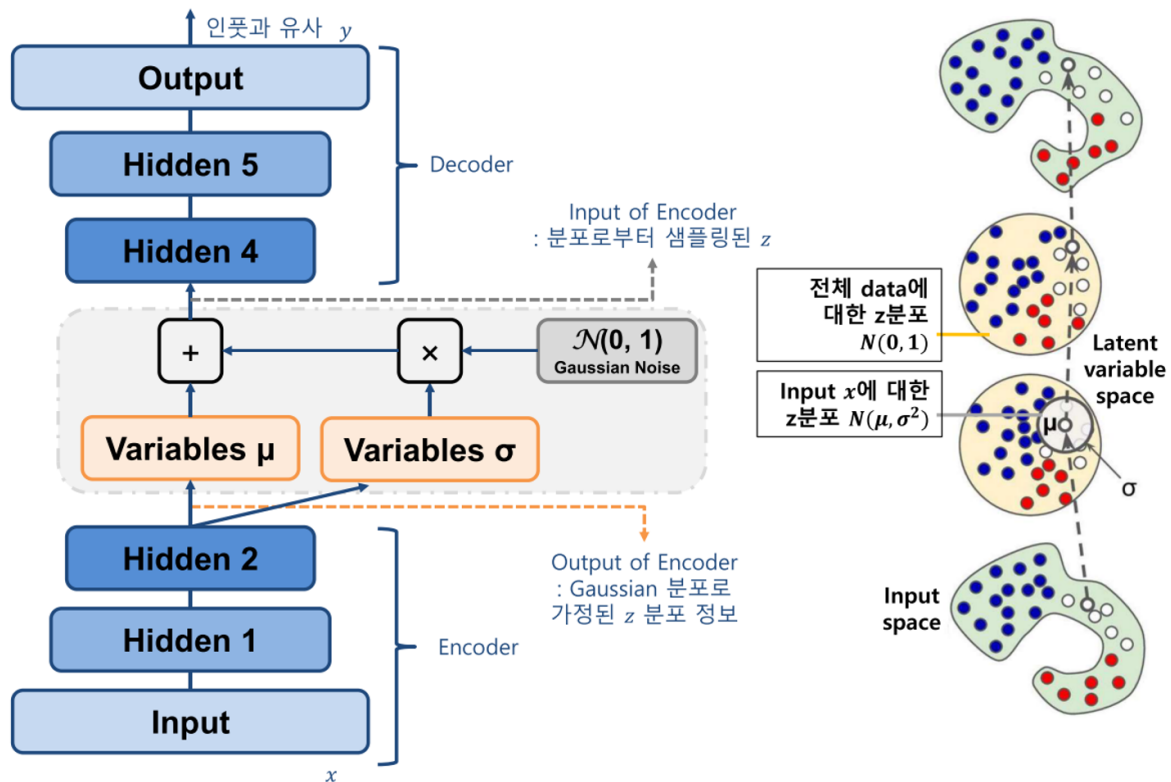 인풋과 유사 y
Output
Hidden 5
Decoder
Hidden 4
Input of Encoder
: 분포로부터 샘플링된 z
+
×
𝒩(0, 1)
Gaussian Noise
Variables μ
Variables σ
Hidden 2
Output of Encoder
: Gaussian 분포로
가정된 z 분포 정보
Hidden 1
Encoder
Input
x
전체 data에
대한 z분포
N(0, 1)
Latent
variable
space
Input x에 대한
z분포 N(μ, σ²)
μ
σ
Input
space